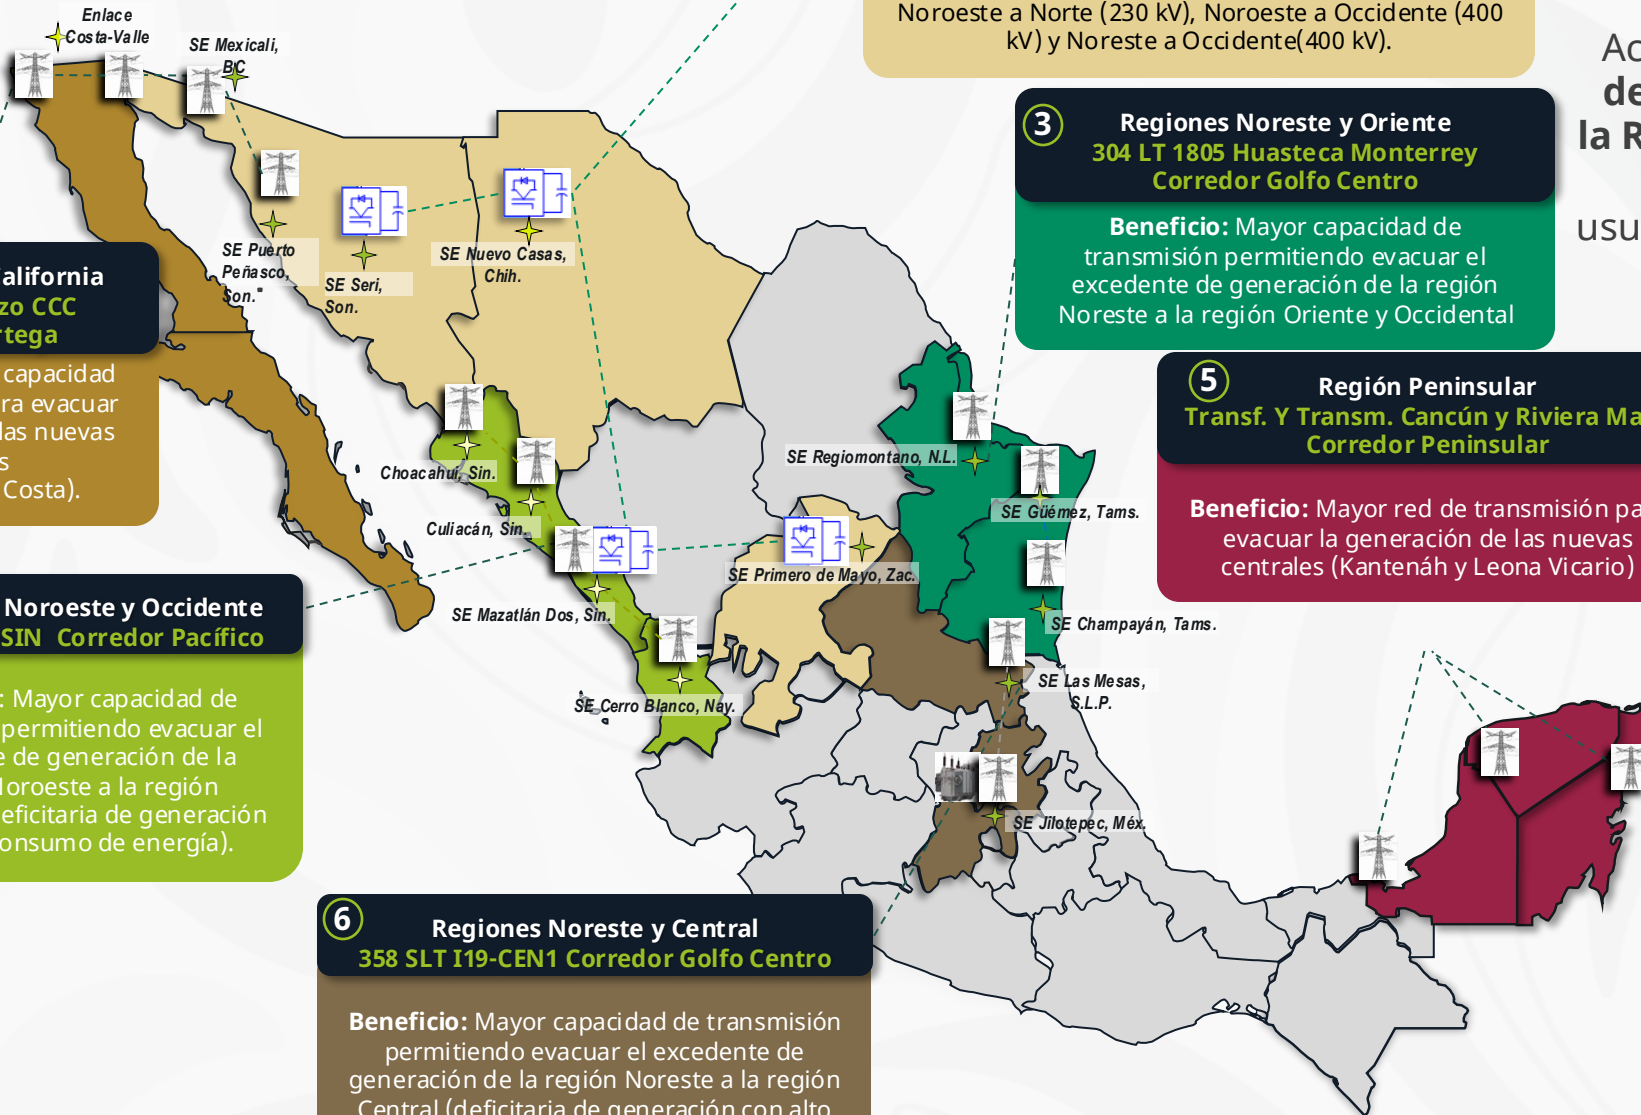 Enlace
Costa-Valle
SE Mexicali,
BC
Noroeste a Norte (230 kV), Noroeste a Occidente (400
kV) y Noreste a Occidente(400 kV).
de
la R
usu
3
Regiones Noreste y Oriente
304 LT 1805 Huasteca Monterrey
Corredor Golfo Centro
Beneficio: Mayor capacidad de
transmisión permitiendo evacuar el
excedente de generación de la región
Noreste a la región Oriente y Occidental
SE Puerto
Peñasco,
Son.
SE Seri,
Son.
SE Nuevo Casas,
Chih.
California
zo CCC
rtega
capacidad
ra evacuar
las nuevas
s
Costa).
5
Región Peninsular
Transf. Y Transm. Cancún y Riviera Ma
Corredor Peninsular
Beneficio: Mayor red de transmisión pa
evacuar la generación de las nuevas
centrales (Kantenáh y Leona Vicario)
Choacahui, Sin.
Culiacán, Sin.
SE Mazatlán Dos, Sin.
SE Cerro Blanco, Nay.
SE Primero de Mayo, Zac.
SE Regiomontano, N.L.
SE Güémez, Tams.
SE Champayán, Tams.
SE Las Mesas,
S.L.P.
SE Jilotepec, Méx.
Noroeste y Occidente
SIN Corredor Pacífico
: Mayor capacidad de
permitiendo evacuar el
e de generación de la
Noroeste a la región
deficitaria de generación
consumo de energía).
6
Regiones Noreste y Central
358 SLT I19-CEN1 Corredor Golfo Centro
Beneficio: Mayor capacidad de transmisión
permitiendo evacuar el excedente de
generación de la región Noreste a la región
Central (deficitaria de generación con alto